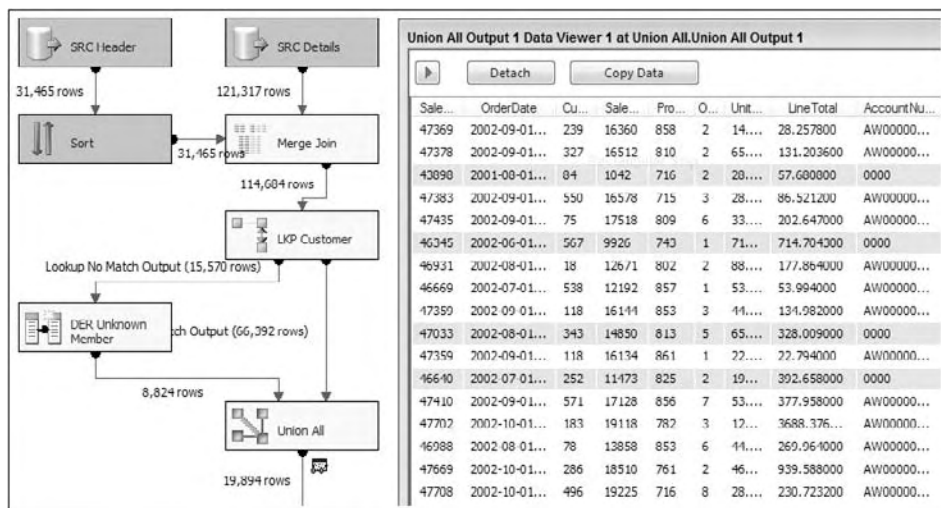 SRC Header
SRC Details
31,465 rows
121,317 rows
Sort
31,465 rows
Merge Join
114,684 rows
LKP Customer
Lookup No Match Output (15,570 rows)
DER Unknown Member
ch Output (66,392 rows)
8,824 rows
Union All
19,894 rows
Union All Output 1 Data Viewer 1 at Union All.Union All Output 1
Detach
Copy Data
Sale... OrderDate Cu... Sale... Pro... O... Unit... LineTotal AccountNu...
47369 2002-09-01... 239 16360 858 2 14.... 28.257800 AW00000...
47378 2002-09-01... 327 16512 810 2 65.... 131.203600 AW00000...
43898 2001-08-01... 84 1042 716 2 28.... 57.680800 0000
47383 2002-09-01... 550 16578 715 3 28.... 86.521200 AW00000...
47435 2002-09-01... 75 17518 809 6 33.... 202.647000 AW00000...
46345 2002-06-01... 567 9926 743 1 71... 714.704300 0000
46931 2002-08-01... 18 12671 802 2 88.... 177.864000 AW00000...
46669 2002-07-01... 538 12192 857 1 53.... 53.994000 AW00000...
47359 2002-09-01... 118 16144 853 3 44.... 134.982000 AW00000...
47033 2002-08-01... 343 14850 813 5 65.... 328.009000 0000
47359 2002-09-01... 118 16134 861 1 22.... 22.794000 AW00000...
46640 2002-07-01... 252 11473 825 2 19... 392.658000 0000
47410 2002-09-01... 571 17128 856 7 53.... 377.958000 AW00000...
47702 2002-10-01... 183 19118 782 3 12... 3688.376... AW00000...
46988 2002-08-01... 78 13858 853 6 44.... 269.964000 AW00000...
47669 2002-10-01... 286 18510 761 2 46... 939.588000 AW00000...
47708 2002-10-01... 496 19225 716 8 28.... 230.723200 AW00000...